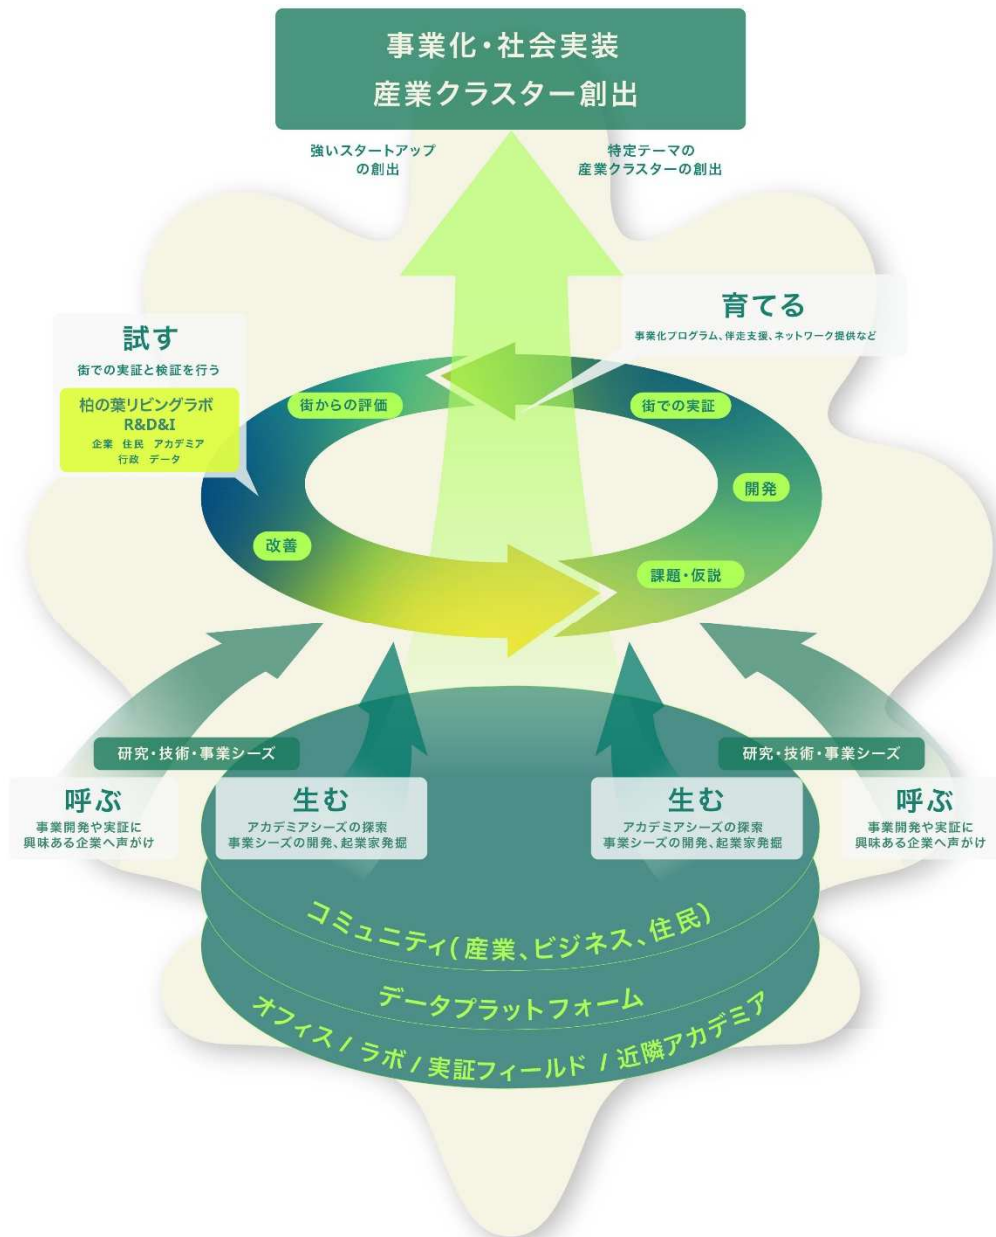 事業化・社会実装
産業クラスター創出
強いスタートアップ
の創出
特定テーマの
産業クラスターの創出
育てる
事業化プログラム、伴走支援、ネットワーク提供など
試す
街での実証と検証を行う
柏の葉リビングラボ
R&D&I
企業 住民 アカデミア
行政 データ
街からの評価
街での実証
開発
改善
課題・仮説
研究・技術・事業シーズ
研究・技術・事業シーズ
呼ぶ
事業開発や実証に
興味ある企業へ声がけ
生む
アカデミアシーズの探索
事業シーズの開発、起業家発掘
生む
アカデミアシーズの探索
事業シーズの開発、起業家発掘
呼ぶ
事業開発や実証に
興味ある企業へ声がけ
コミュニティ(産業、ビジネス、住民)
データプラットフォーム
オフィス / ラボ / 実証フィールド / 近隣アカデミア